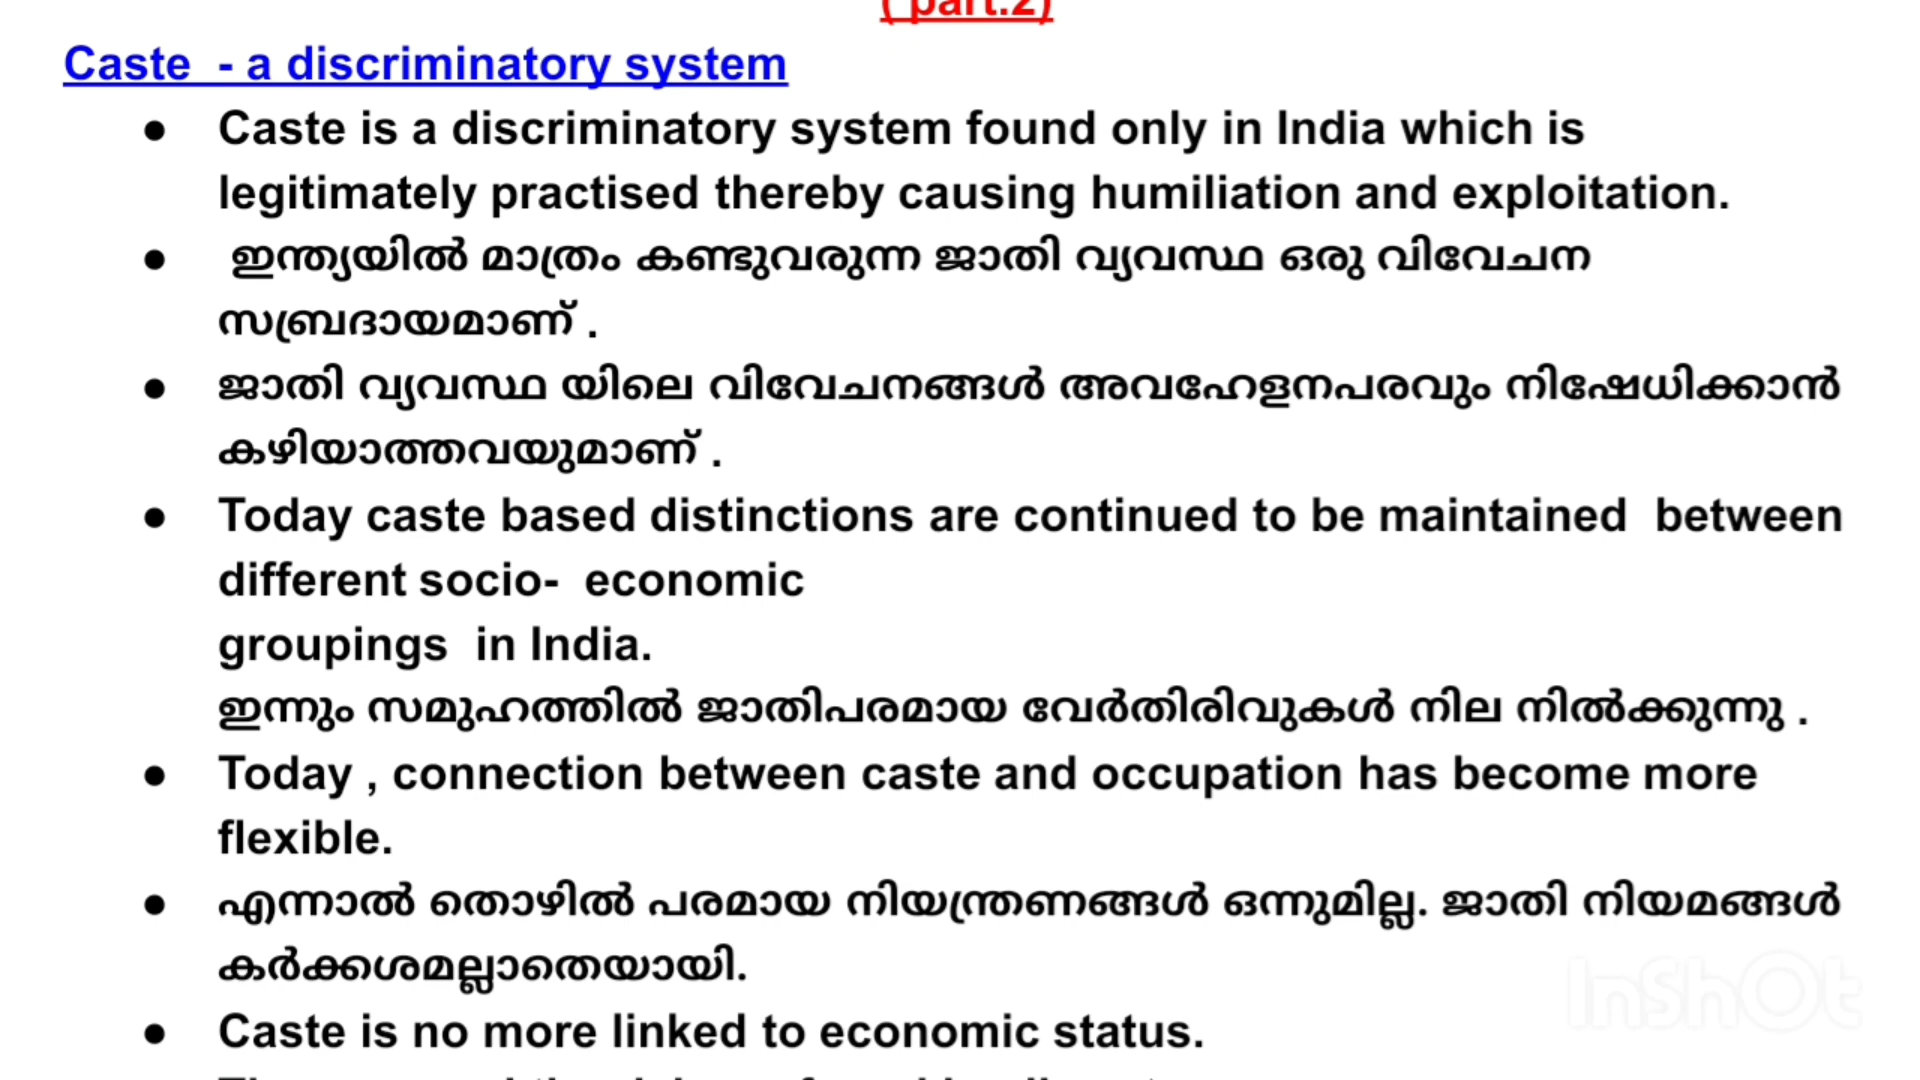 ( part.2)
Caste - a discriminatory system
● Caste is a discriminatory system found only in India which is
legitimately practised thereby causing humiliation and exploitation.
● ഇന്ത്യയിൽ മാത്രം കണ്ടുവരുന്ന ജാതി വ്യവസ്ഥ ഒരു വിവേചന
സബ്രദായമാണ് .
● ജാതി വ്യവസ്ഥ യിലെ വിവേചനങ്ങൾ അവഹേളനപരവും നിഷേധിക്കാൻ
കഴിയാത്തവയുമാണ് .
● Today caste based distinctions are continued to be maintained between
different socio- economic
groupings in India.
ഇന്നും സമുഹത്തിൽ ജാതിപരമായ വേർതിരിവുകൾ നില നിൽക്കുന്നു .
● Today , connection between caste and occupation has become more
flexible.
● എന്നാൽ തൊഴിൽ പരമായ നിയന്ത്രണങ്ങൾ ഒന്നുമില്ല. ജാതി നിയമങ്ങൾ
കർക്കശമല്ലാതെയായി.
● Caste is no more linked to economic status.
InShOt